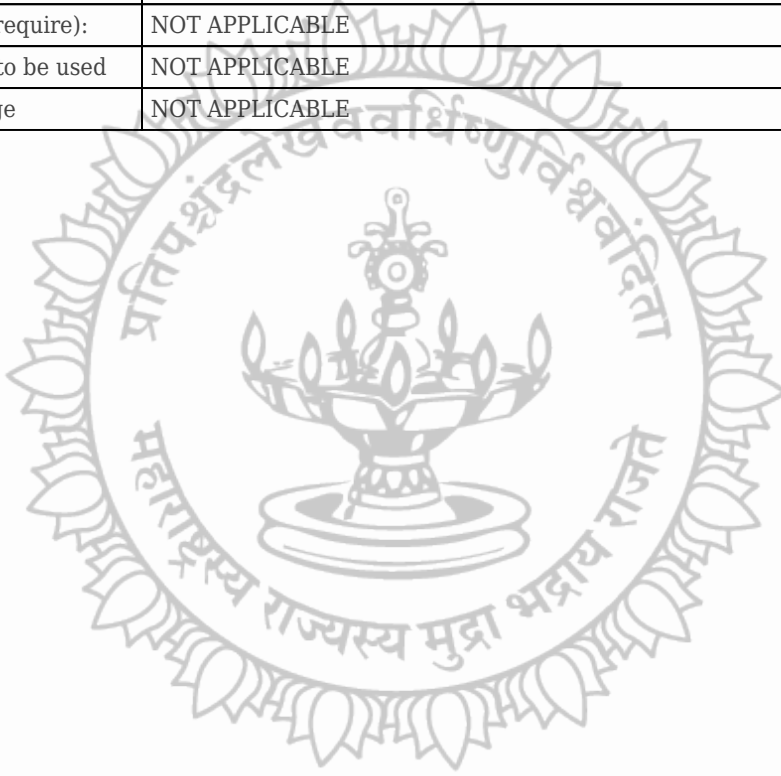 require): NOT APPLICABLE
to be used NOT APPLICABLE
ge NOT APPLICABLE
प्रतिपश्चंद्रलेखेववर्धिष्णुर्विश्ववंदिता
महाराष्ट्रस्य राज्यस्य मुद्रा भद्राय राजते